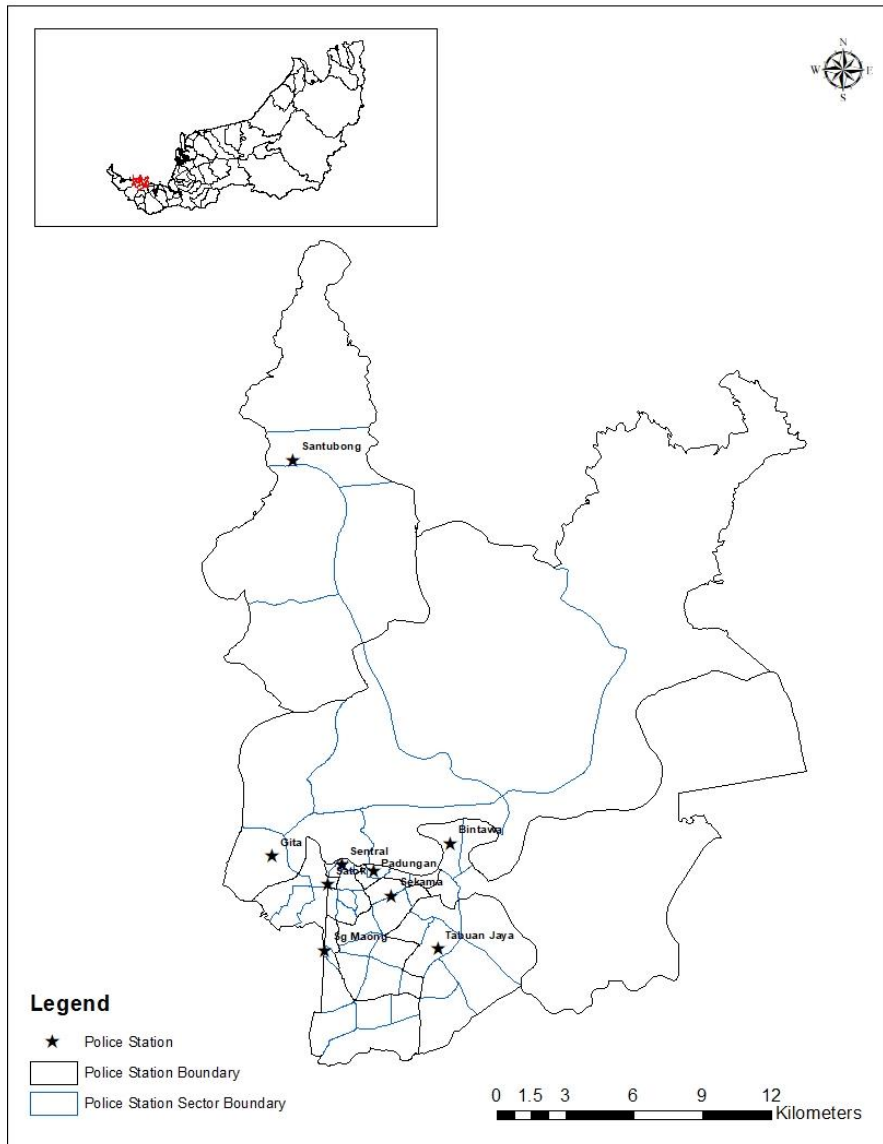 N
W E
S
Santubong
Bintawa
Gita
Sentral
Padungan
Satok
Sekama
Sg Maong
Tabuan Jaya
Legend
Police Station
Police Station Boundary
Police Station Sector Boundary
0 1.5 3 6 9 12
Kilometers